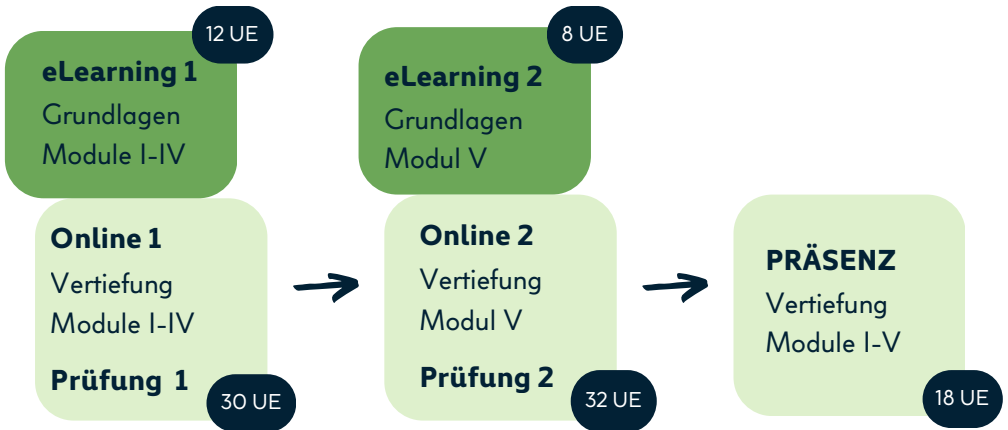 12 UE
eLearning 1
Grundlagen
Module I-IV
Online 1
Vertiefung
Module I-IV
Prüfung 1
30 UE
8 UE
eLearning 2
Grundlagen
Modul V
Online 2
Vertiefung
Modul V
Prüfung 2
32 UE
PRÄSENZ
Vertiefung
Module I-V
18 UE